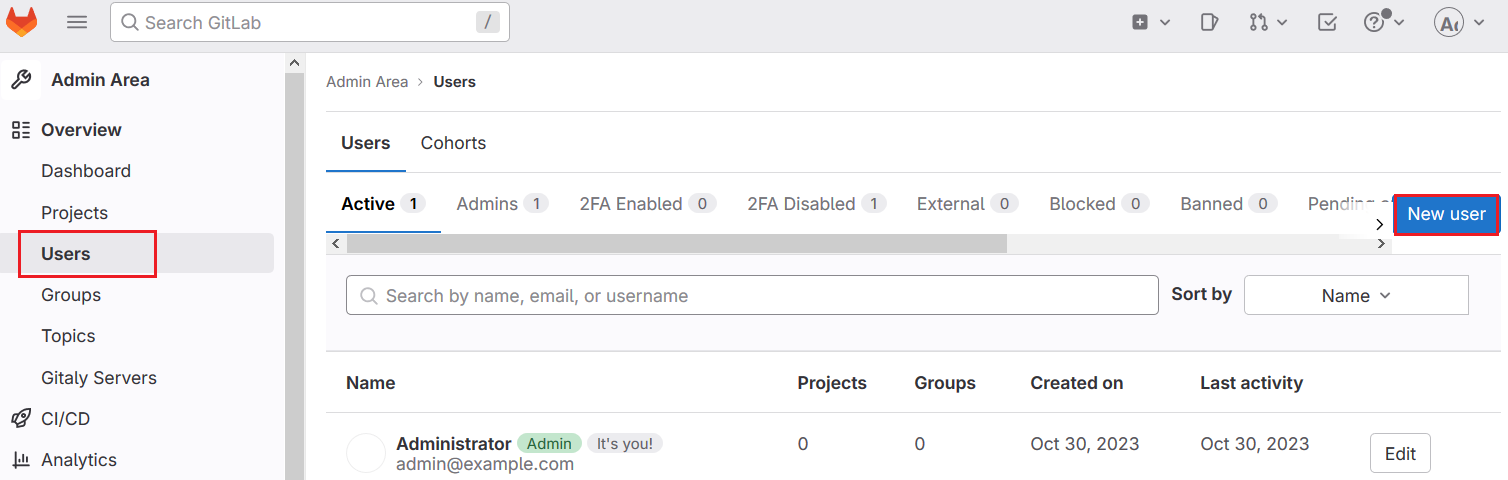 Search GitLab /
Admin Area
Overview
Dashboard
Projects
Users
Groups
Topics
Gitaly Servers
CI/CD
Analytics
Admin Area › Users
Users Cohorts
Active 1 Admins 1 2FA Enabled 0 2FA Disabled 1 External 0 Blocked 0 Banned 0 Pending
New user
Search by name, email, or username
Sort by Name
Name Projects Groups Created on Last activity
Administrator Admin It's you! 0 0 Oct 30, 2023 Oct 30, 2023 Edit
admin@example.com